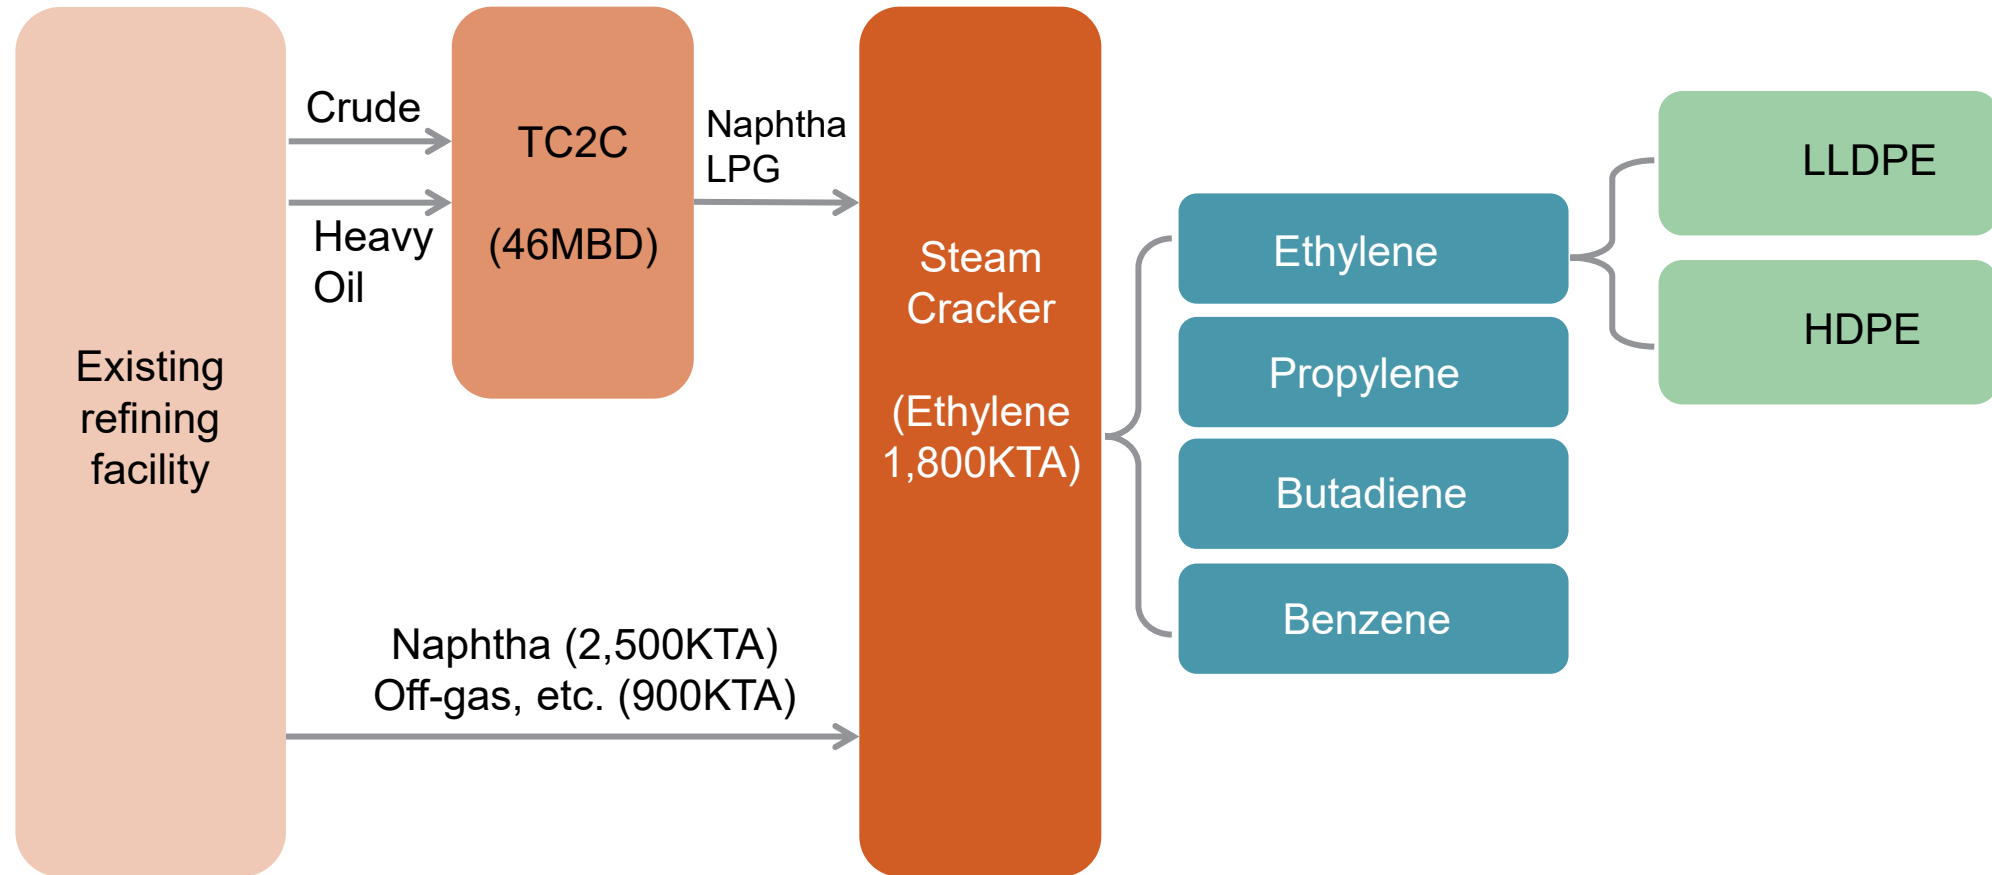 Existing
refining
facility
Crude
Heavy
Oil
TC2C
(46MBD)
Naphtha
LPG
Naphtha (2,500KTA)
Off-gas, etc. (900KTA)
Steam
Cracker
(Ethylene
1,800KTA)
Ethylene
Propylene
Butadiene
Benzene
LLDPE
HDPE